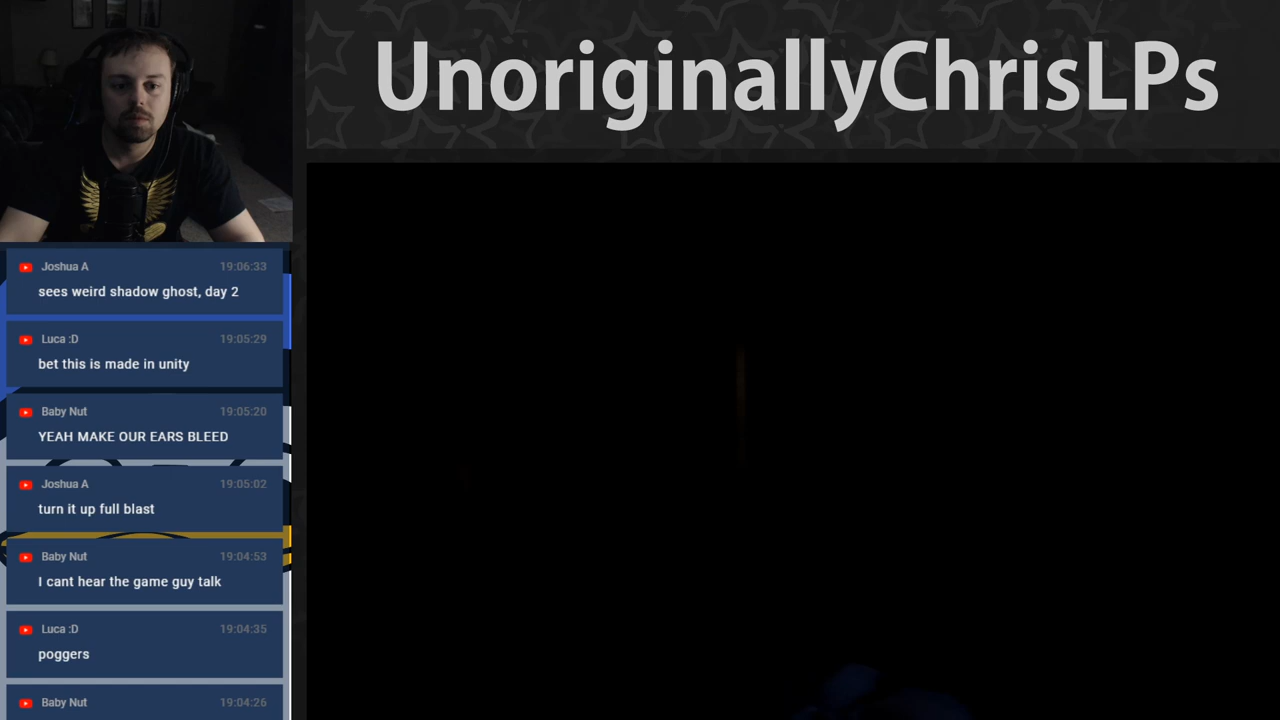 UnoriginallyChrisLPs
Joshua A 19:06:33
sees weird shadow ghost, day 2
Luca :D 19:05:29
bet this is made in unity
Baby Nut 19:05:20
YEAH MAKE OUR EARS BLEED
Joshua A 19:05:02
turn it up full blast
Baby Nut 19:04:53
I cant hear the game guy talk
Luca :D 19:04:35
poggers
Baby Nut 19:04:26